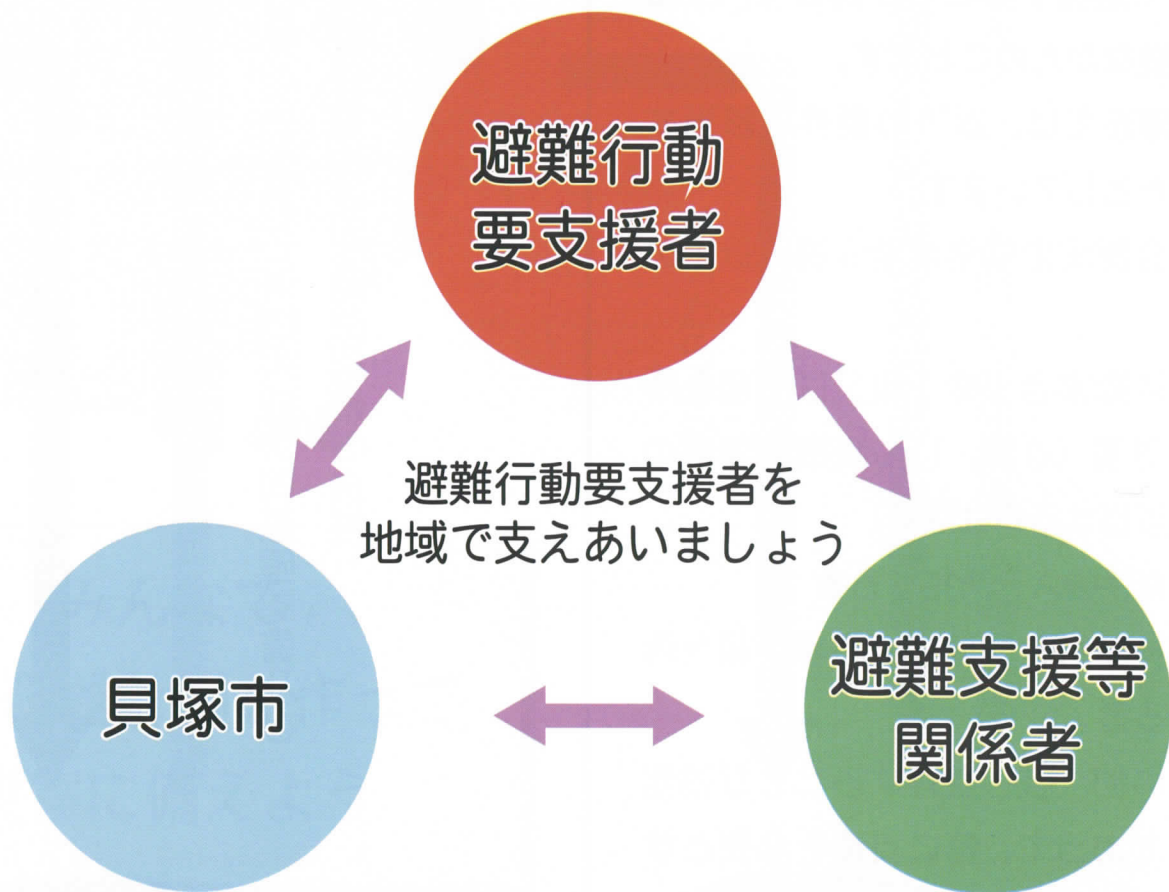 避難行動
要支援者
避難行動要支援者を
地域で支えあいましょう
貝塚市
避難支援等
関係者